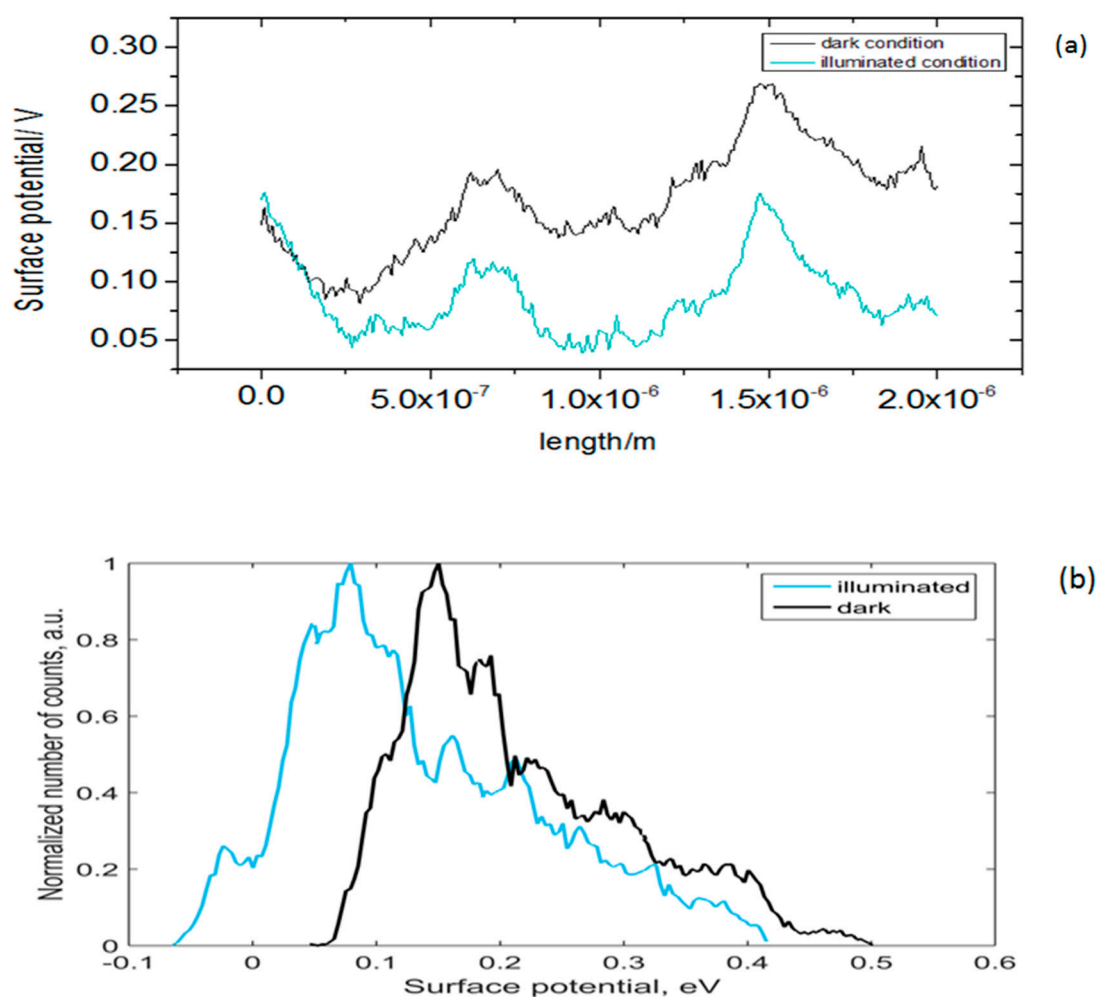 (a)
dark condition
illuminated condition
0.30
0.25
0.20
0.15
0.10
0.05
Surface potential/ V
0.0 5.0x10⁻⁷ 1.0x10⁻⁶ 1.5x10⁻⁶ 2.0x10⁻⁶
length/m
(b)
illuminated
dark
1
0.8
0.6
0.4
0.2
0
Normalized number of counts, a.u.
-0.1 0 0.1 0.2 0.3 0.4 0.5 0.6
Surface potential, eV